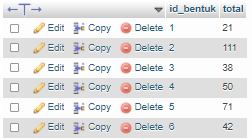 id_bentuk total
Edit Copy Delete 1 21
Edit Copy Delete 2 111
Edit Copy Delete 3 38
Edit Copy Delete 4 50
Edit Copy Delete 5 71
Edit Copy Delete 6 42